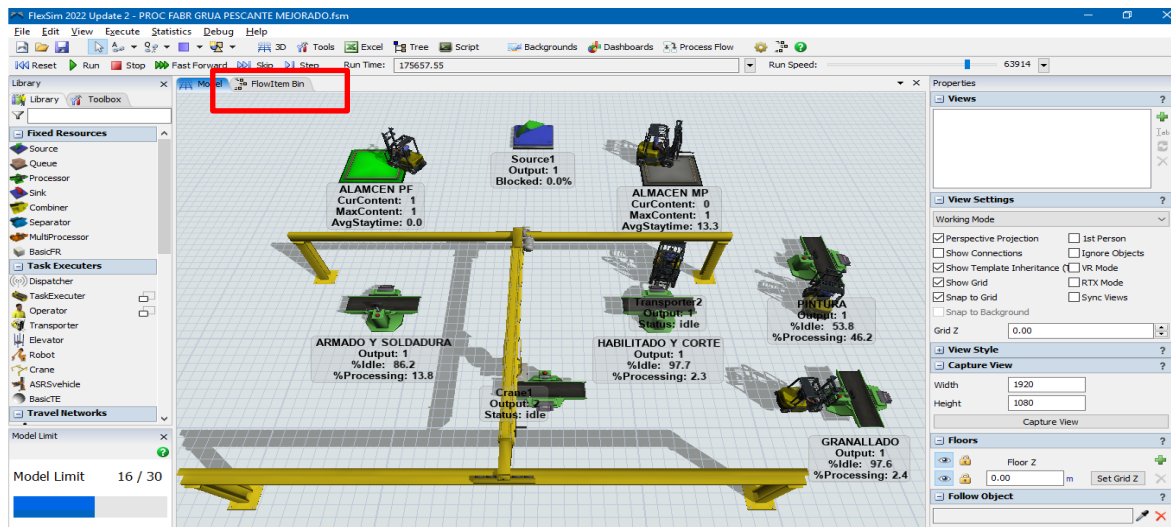 FlexSim 2022 Update 2 - PROC FABR GRUA PESCANTE MEJORADO.fsm
File Edit View Execute Statistics Debug Help
3D Tools Excel Tree Script Backgrounds Dashboards Process Flow
Reset Run Stop Fast Forward Skip Step Run Time: 175657.55 Run Speed: 63914
Library
Library Toolbox
Fixed Resources
Source
Queue
Processor
Sink
Combiner
Separator
MultiProcessor
BasicFR
Task Executers
Dispatcher
TaskExecuter
Operator
Transporter
Elevator
Robot
Crane
ASRSvehicle
BasicTE
Travel Networks
Model Limit
Model Limit 16 / 30
Model FlowItem Bin
Source1
Output: 1
Blocked: 0.0%
ALAMCEN PF
CurContent: 1
MaxContent: 1
AvgStaytime: 0.0
ALMACEN MP
CurContent: 0
MaxContent: 1
AvgStaytime: 13.3
Transporter2
Output: 1
Status: idle
PINTURA
Output: 1
%Idle: 53.8
%Processing: 46.2
ARMADO Y SOLDADURA
Output: 1
%Idle: 86.2
%Processing: 13.8
HABILITADO Y CORTE
Output: 1
%Idle: 97.7
%Processing: 2.3
Crane1
Output: 2
Status: idle
GRANALLADO
Output: 1
%Idle: 97.6
%Processing: 2.4
Properties
Views ?
View Settings ?
Working Mode
Perspective Projection 1st Person
Show Connections Ignore Objects
Show Template Inheritance (T VR Mode
Show Grid RTX Mode
Snap to Grid Sync Views
Snap to Background
Grid Z 0.00
View Style ?
Capture View ?
Width 1920
Height 1080
Capture View
Floors ?
Floor Z
0.00 m Set Grid Z
Follow Object ?